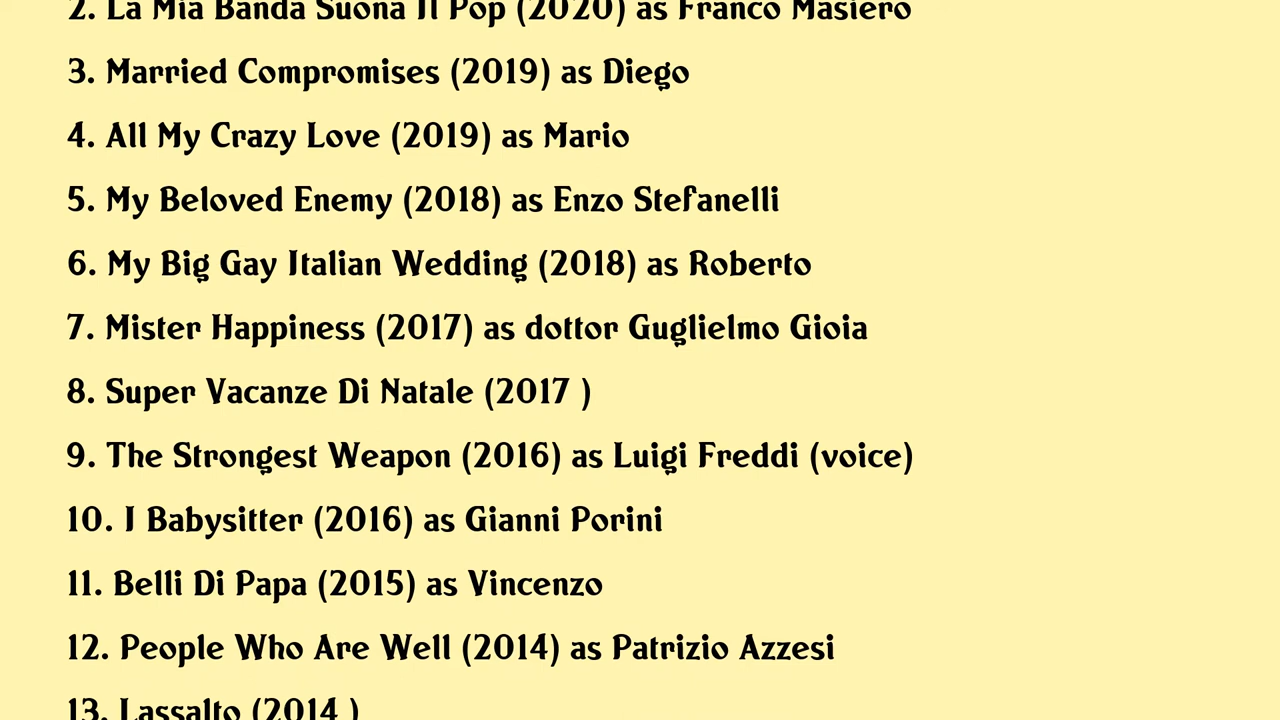 2. La Mia Banda Suona Il Pop (2020) as Franco Masiero
3. Married Compromises (2019) as Diego
4. All My Crazy Love (2019) as Mario
5. My Beloved Enemy (2018) as Enzo Stefanelli
6. My Big Gay Italian Wedding (2018) as Roberto
7. Mister Happiness (2017) as dottor Guglielmo Gioia
8. Super Vacanze Di Natale (2017 )
9. The Strongest Weapon (2016) as Luigi Freddi (voice)
10. I Babysitter (2016) as Gianni Porini
11. Belli Di Papa (2015) as Vincenzo
12. People Who Are Well (2014) as Patrizio Azzesi
13. Lassalto (2014 )